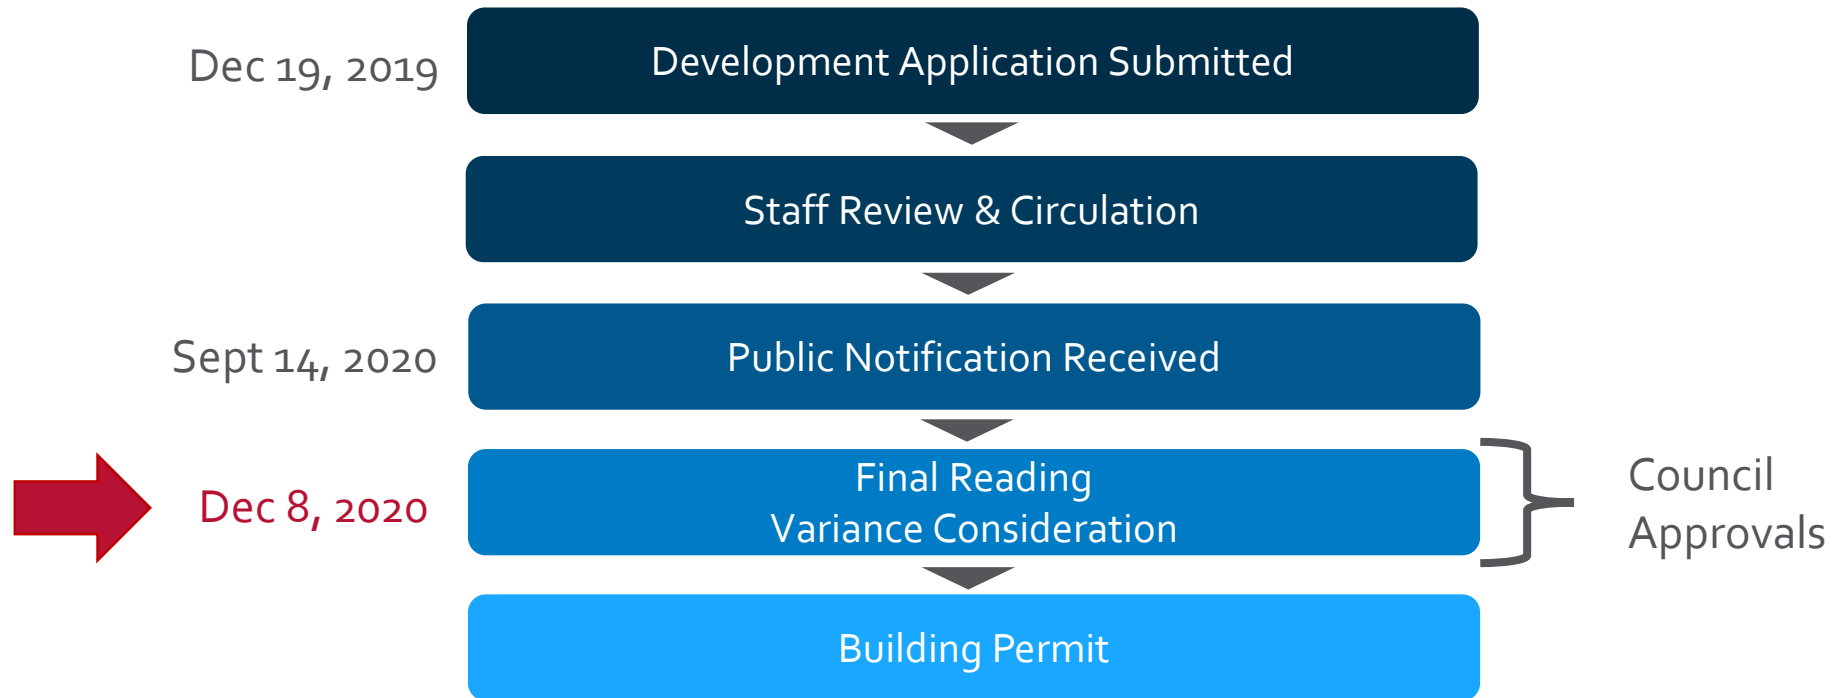 Dec 19, 2019
Development Application Submitted
Staff Review & Circulation
Sept 14, 2020
Public Notification Received
Dec 8, 2020
Final Reading
Variance Consideration
Council
Approvals
Building Permit